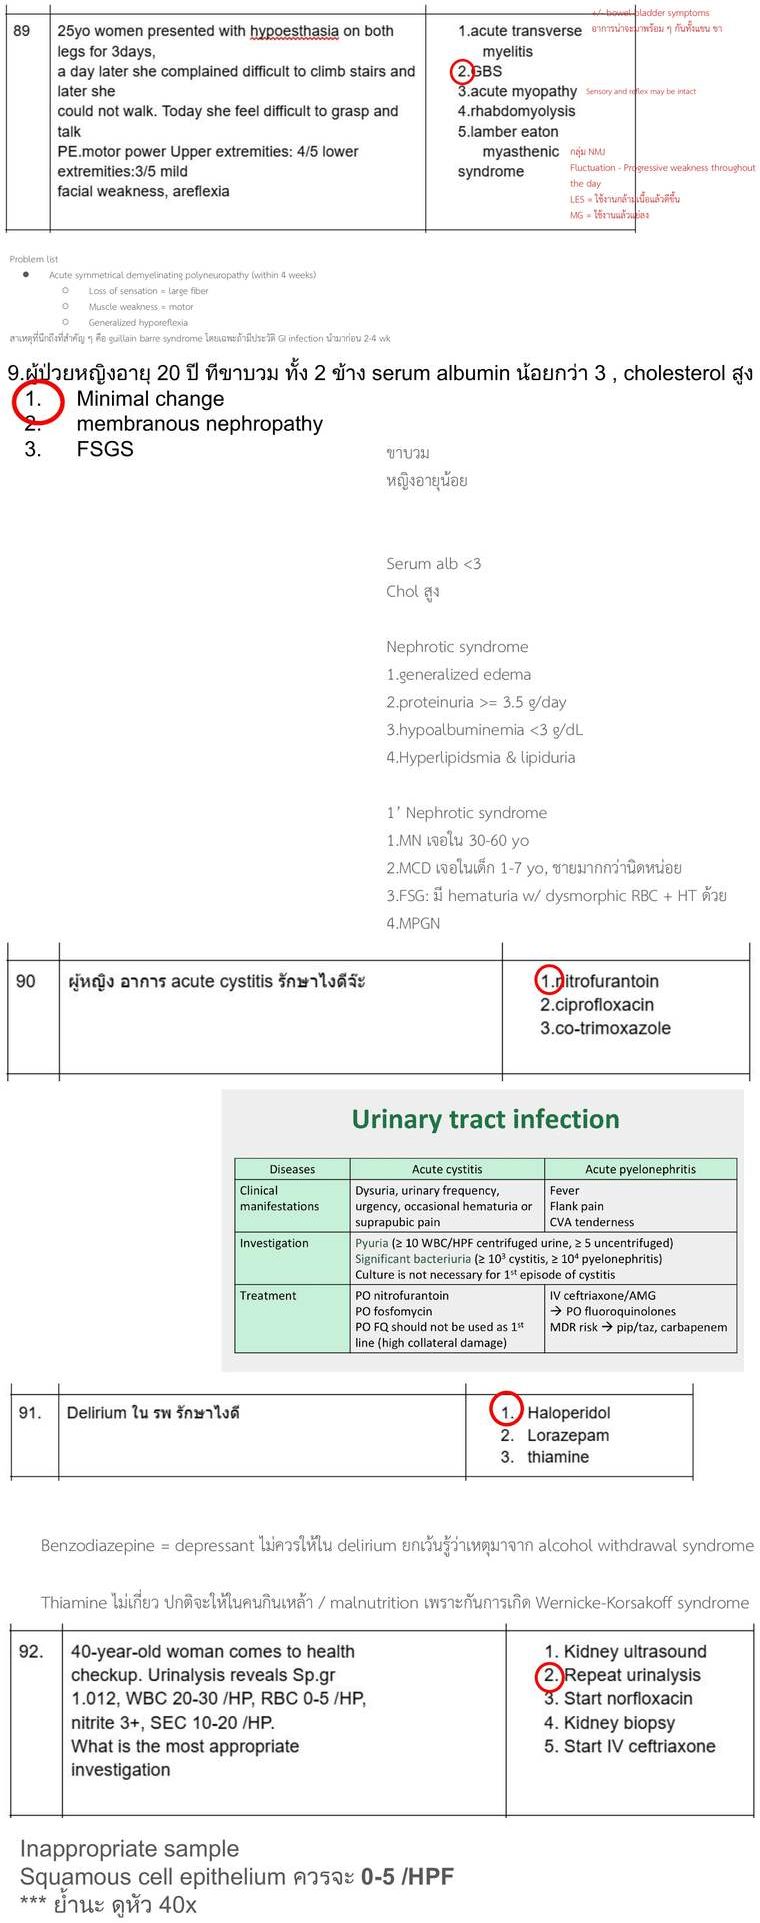 +/- bowel bladder symptoms
อาการน่าจะมาพร้อม ๆ กันทั้งแขน ขา
89
25yo women presented with hypoesthasia on both
legs for 3days,
a day later she complained difficult to climb stairs and
later she
could not walk. Today she feel difficult to grasp and
talk
PE.motor power Upper extremities: 4/5 lower
extremities:3/5 mild
facial weakness, areflexia
1.acute transverse
myelitis
2.GBS
3.acute myopathy
Sensory and reflex may be intact
4.rhabdomyolysis
5.lamber eaton
myasthenic
syndrome
กลุ่ม NMJ
Fluctuation - Progressive weakness throughout
the day
LES = ใช้งานกล้ามเนื้อแล้วดีขึ้น
MG = ใช้งานแล้วแย่ลง
Problem list
● Acute symmetrical demyelinating polyneuropathy (within 4 weeks)
○ Loss of sensation = large fiber
○ Muscle weakness = motor
○ Generalized hyporeflexia
สาเหตุที่นึกถึงที่สำคัญ ๆ คือ guillain barre syndrome โดยเฉพะถ้ามีประวัติ GI infection นำมาก่อน 2-4 wk
9.ผู้ป่วยหญิงอายุ 20 ปี ทีขาบวม ทั้ง 2 ข้าง serum albumin น้อยกว่า 3 , cholesterol สูง
1. Minimal change
2. membranous nephropathy
3. FSGS
ขาบวม
หญิงอายุน้อย
Serum alb <3
Chol สูง
Nephrotic syndrome
1.generalized edema
2.proteinuria >= 3.5 g/day
3.hypoalbuminemia <3 g/dL
4.Hyperlipidsmia & lipiduria
1’ Nephrotic syndrome
1.MN เจอใน 30-60 yo
2.MCD เจอในเด็ก 1-7 yo, ชายมากกว่านิดหน่อย
3.FSG: มี hematuria w/ dysmorphic RBC + HT ด้วย
4.MPGN
90
ผู้หญิง อาการ acute cystitis รักษาไงดีจ๊ะ
1.nitrofurantoin
2.ciprofloxacin
3.co-trimoxazole
Urinary tract infection
Diseases Acute cystitis Acute pyelonephritis
Clinical
manifestations
Dysuria, urinary frequency,
urgency, occasional hematuria or
suprapubic pain
Fever
Flank pain
CVA tenderness
Investigation
Pyuria (≥ 10 WBC/HPF centrifuged urine, ≥ 5 uncentrifuged)
Significant bacteriuria (≥ 10³ cystitis, ≥ 10⁴ pyelonephritis)
Culture is not necessary for 1st episode of cystitis
Treatment
PO nitrofurantoin
PO fosfomycin
PO FQ should not be used as 1st
line (high collateral damage)
IV ceftriaxone/AMG
→ PO fluoroquinolones
MDR risk → pip/taz, carbapenem
91.
Delirium ใน รพ รักษาไงดี
1. Haloperidol
2. Lorazepam
3. thiamine
Benzodiazepine = depressant ไม่ควรให้ใน delirium ยกเว้นรู้ว่าเหตุมาจาก alcohol withdrawal syndrome
Thiamine ไม่เกี่ยว ปกติจะให้ในคนกินเหล้า / malnutrition เพราะกันการเกิด Wernicke-Korsakoff syndrome
92.
40-year-old woman comes to health
checkup. Urinalysis reveals Sp.gr
1.012, WBC 20-30 /HP, RBC 0-5 /HP,
nitrite 3+, SEC 10-20 /HP.
What is the most appropriate
investigation
1. Kidney ultrasound
2. Repeat urinalysis
3. Start norfloxacin
4. Kidney biopsy
5. Start IV ceftriaxone
Inappropriate sample
Squamous cell epithelium ควรจะ 0-5 /HPF
*** ย้ำนะ ดูหัว 40x